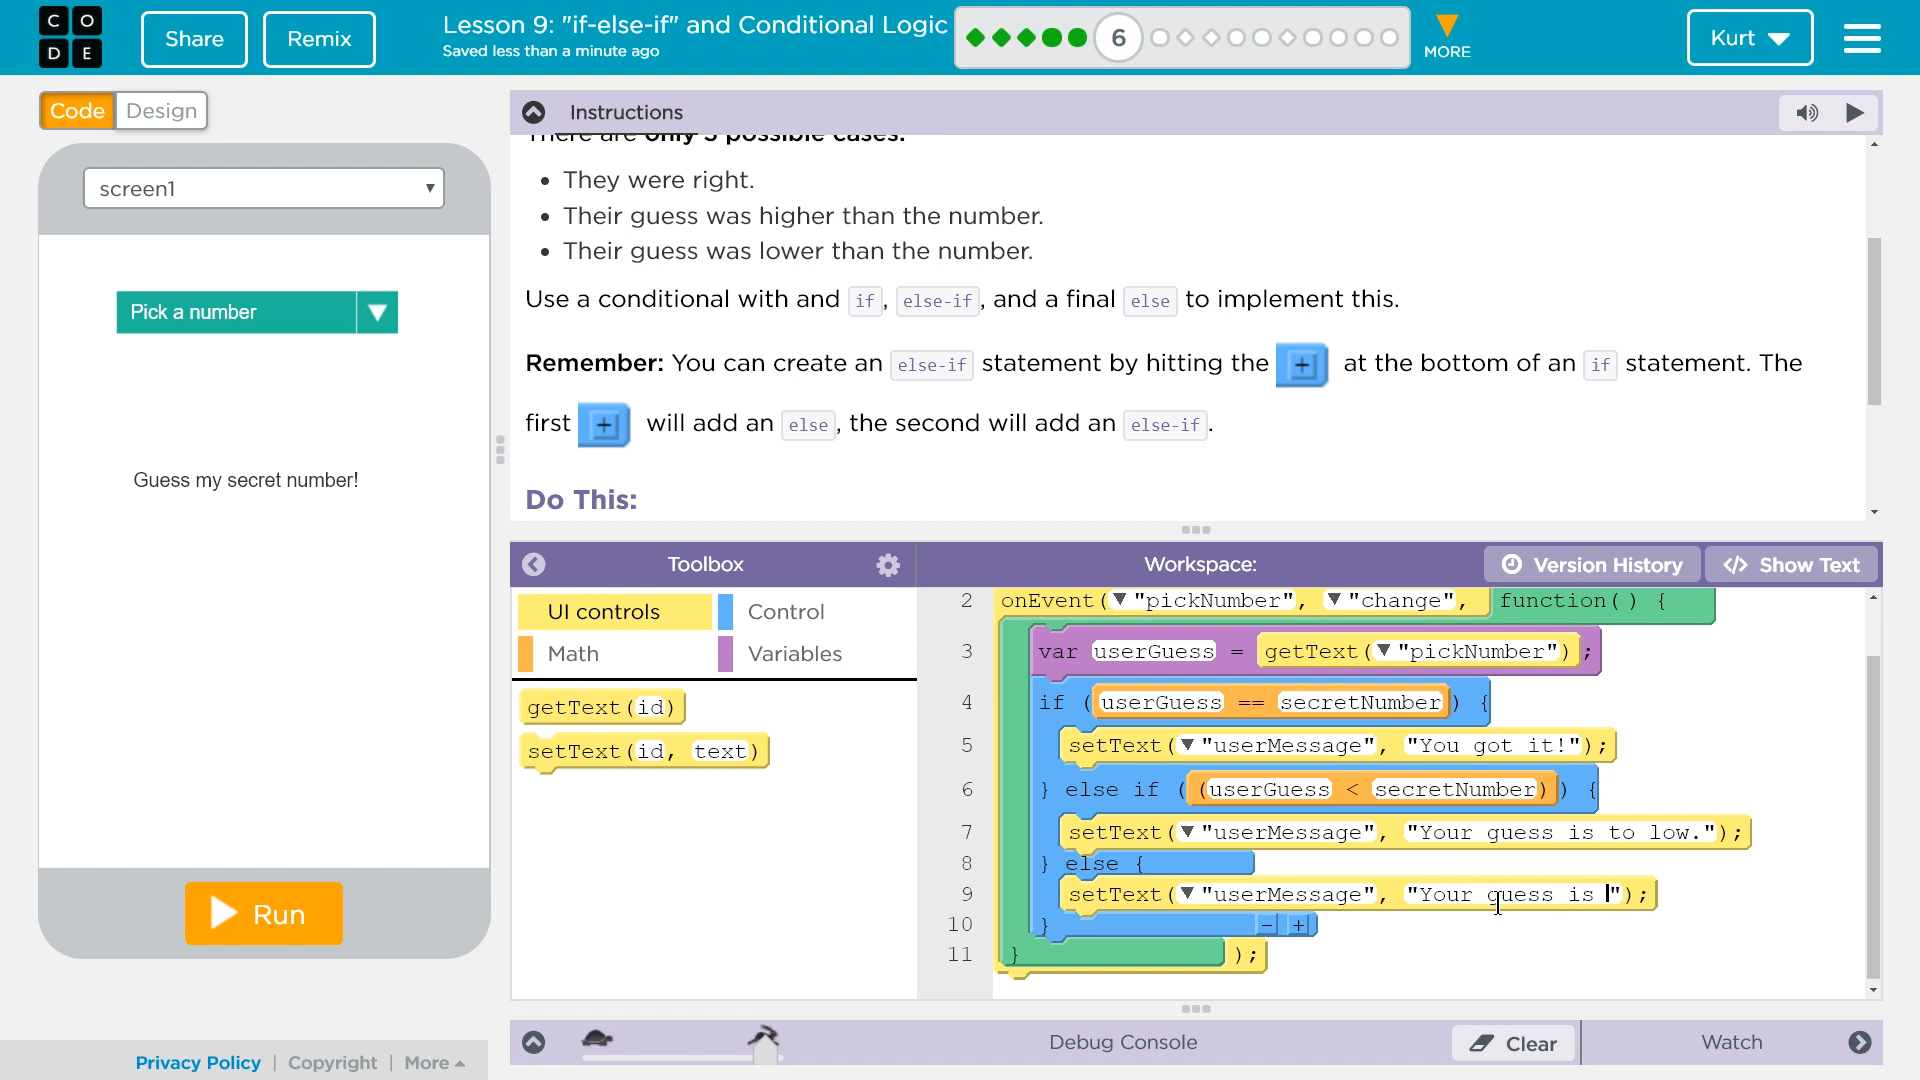 CODE
Share
Remix
Lesson 9: "if-else-if" and Conditional Logic
Saved less than a minute ago
6
MORE
Kurt
Code
Design
Instructions
There are only 3 possible cases:
screen1
They were right.
Their guess was higher than the number.
Their guess was lower than the number.
Pick a number
Use a conditional with and if, else-if, and a final else to implement this.
Remember: You can create an else-if statement by hitting the + at the bottom of an if statement. The
first + will add an else, the second will add an else-if.
Guess my secret number!
Do This:
Toolbox
Workspace:
Version History
</> Show Text
UI controls
Control
Math
Variables
getText(id)
setText(id, text)
2 onEvent(▼"pickNumber", ▼"change", function() {
3 var userGuess = getText(▼"pickNumber");
4 if (userGuess == secretNumber) {
5 setText(▼"userMessage", "You got it!");
6 } else if ((userGuess < secretNumber)) {
7 setText(▼"userMessage", "Your guess is to low.");
8 } else {
9 setText(▼"userMessage", "Your guess is ");
10 } - +
11 } );
Run
Debug Console
Clear
Watch
Privacy Policy | Copyright | More